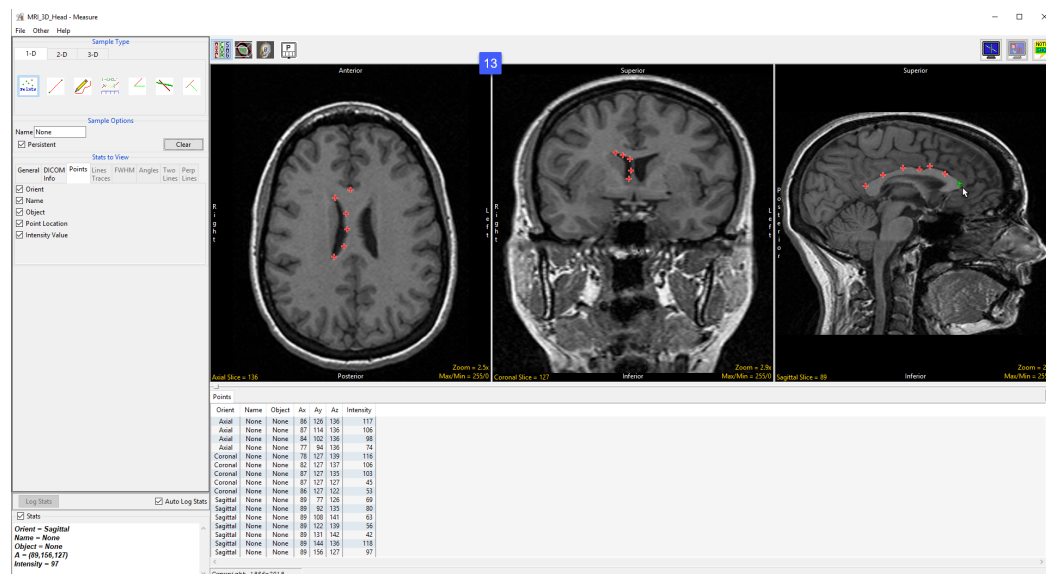 MRI_3D_Head - Measure
File Other Help
Sample Type
1-D 2-D 3-D
Points
Sample Options
Name None
Persistent Clear
Stats to View
General DICOM Info Points Lines Traces FWHM Angles Two Lines Perp Lines
Orient
Name
Object
Point Location
Intensity Value
Log Stats Auto Log Stats
Stats
Orient = Sagittal
Name = None
Object = None
A = (89,156,127)
Intensity = 97
P
13
NOTE
SHO
Anterior
Right
Left
Axial Slice = 136
Posterior
Zoom = 2.5x
Max/Min = 255/0
Superior
Right
Left
Coronal Slice = 127
Inferior
Zoom = 2.9x
Max/Min = 255/0
Superior
Posterior
Sagittal Slice = 89
Inferior
Zoom = 2
Max/Min = 25
Points
Orient Name Object Ax Ay Az Intensity
Axial None None 86 126 136 117
Axial None None 87 114 136 106
Axial None None 84 102 136 98
Axial None None 77 94 136 74
Coronal None None 78 127 139 116
Coronal None None 82 127 137 106
Coronal None None 87 127 135 103
Coronal None None 87 127 127 45
Coronal None None 86 127 122 53
Sagittal None None 89 77 126 69
Sagittal None None 89 92 135 80
Sagittal None None 89 108 141 63
Sagittal None None 89 122 139 56
Sagittal None None 89 131 142 42
Sagittal None None 89 144 136 118
Sagittal None None 89 156 127 97